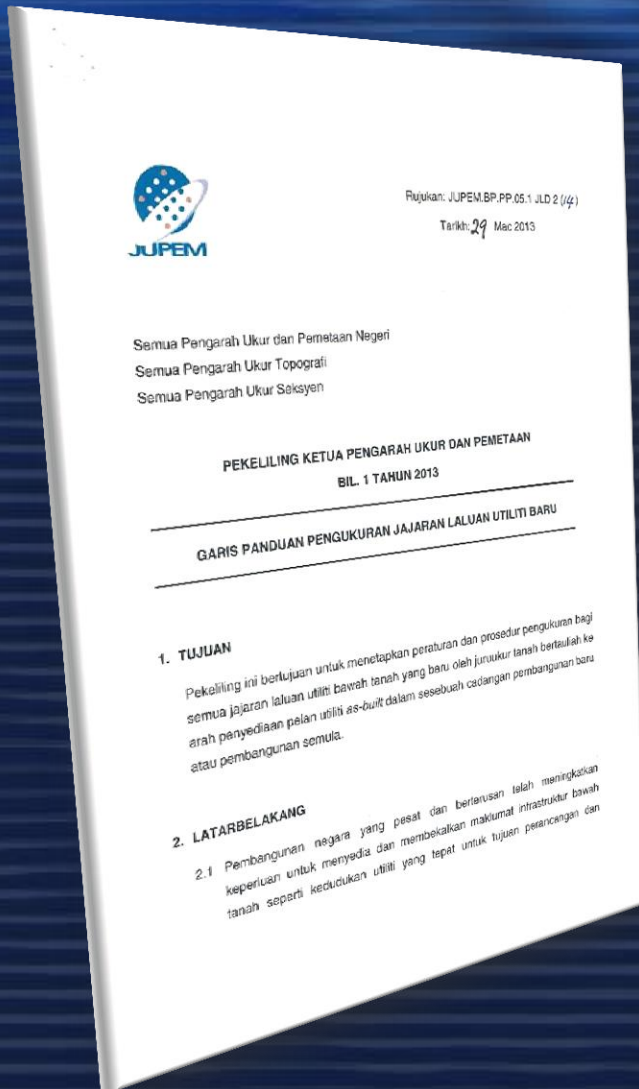 JUPEM
Rujukan: JUPEM.BP.PP.05.1 JLD 2 (14)
Tarikh: 29 Mac 2013
Semua Pengarah Ukur dan Pemetaan Negeri
Semua Pengarah Ukur Topografi
Semua Pengarah Ukur Seksyen
PEKELILING KETUA PENGARAH UKUR DAN PEMETAAN
BIL. 1 TAHUN 2013
GARIS PANDUAN PENGUKURAN JAJARAN LALUAN UTILITI BARU
1. TUJUAN
Pekeliling ini bertujuan untuk menetapkan peraturan dan prosedur pengukuran bagi
semua jajaran laluan utiliti bawah tanah yang baru oleh juruukur tanah bertauliah ke
arah penyediaan pelan utiliti as-built dalam sesebuah cadangan pembangunan baru
atau pembangunan semula.
2. LATARBELAKANG
2.1 Pembangunan negara yang pesat dan berterusan telah meningkatkan
keperluan untuk menyedia dan membekalkan maklumat infrastruktur bawah
tanah seperti kedudukan utiliti yang tepat untuk tujuan perancangan dan